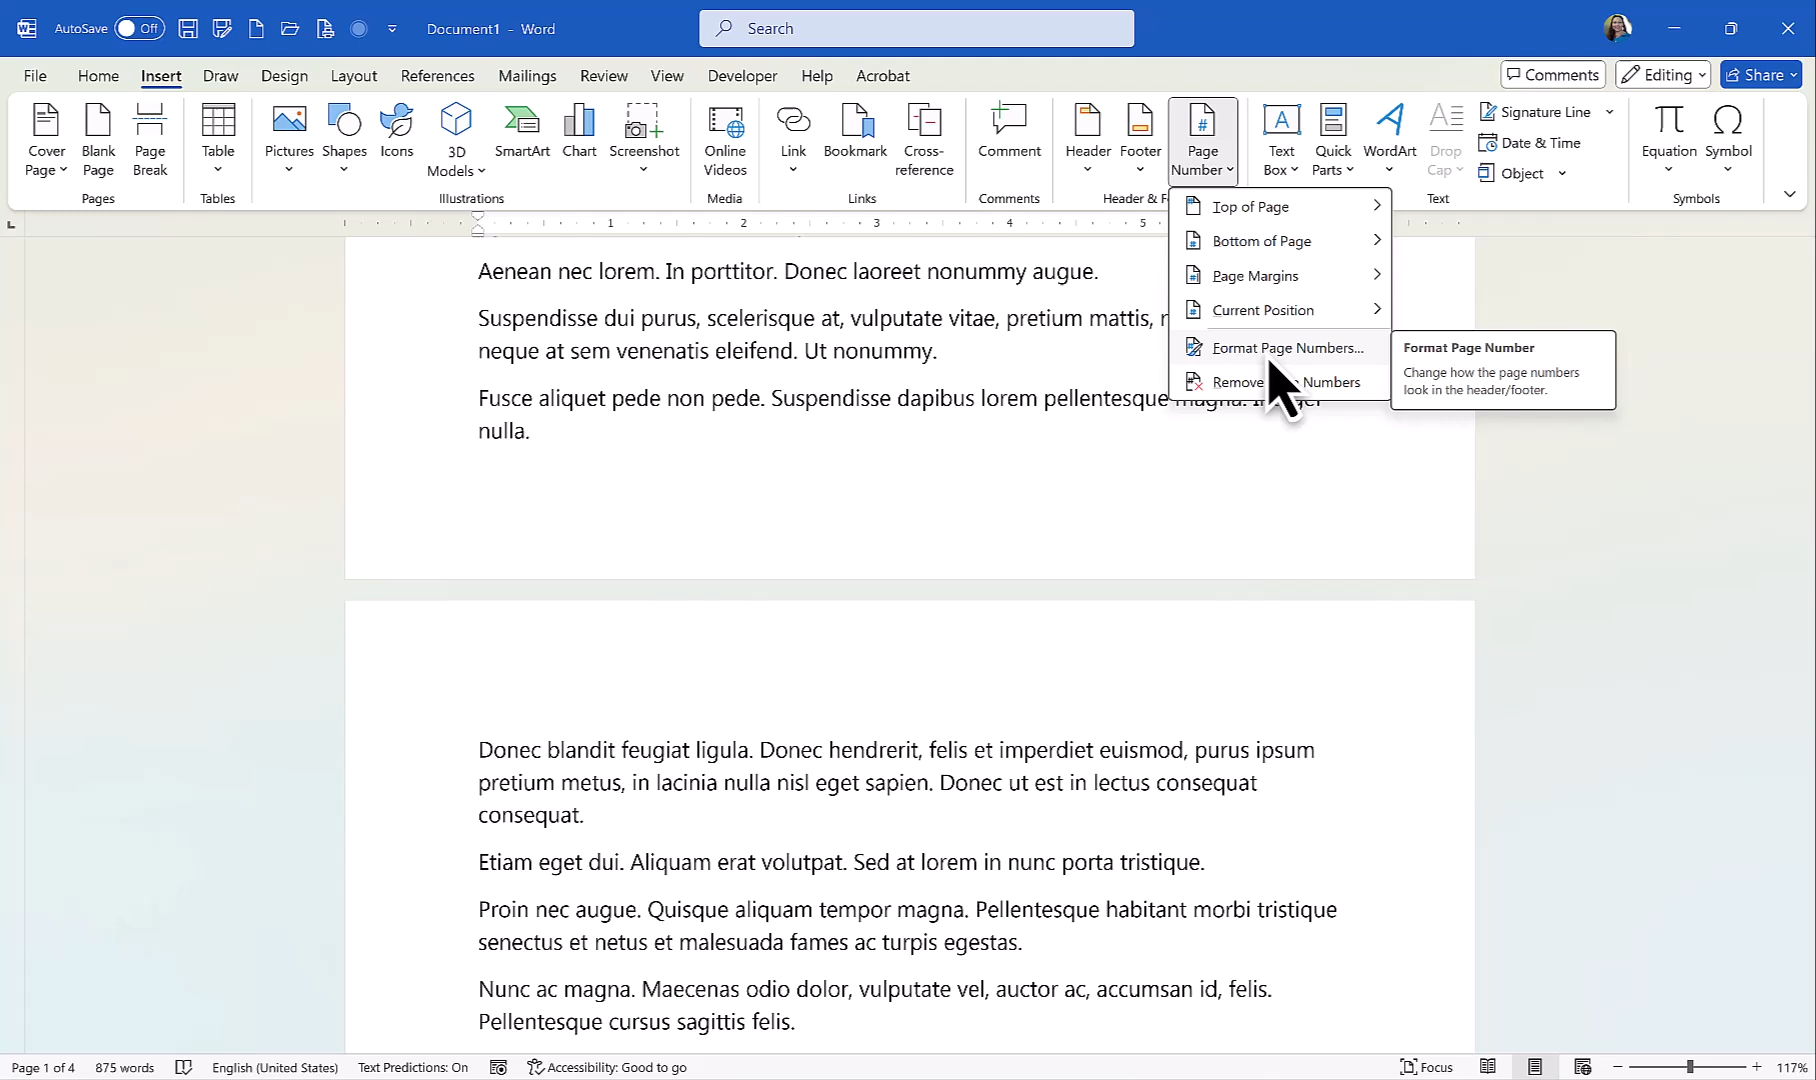 AutoSave Off Document1 - Word Search
File Home Insert Draw Design Layout References Mailings Review View Developer Help Acrobat Comments Editing Share
Cover Page
Blank Page
Page Break
Pages
Table
Tables
Pictures
Shapes
Icons
3D Models
SmartArt
Chart
Screenshot
Illustrations
Online Videos
Media
Link
Bookmark
Cross-reference
Links
Comment
Comments
Header
Footer
Page Number
Header & F
Text Box
Quick Parts
WordArt
Drop Cap
Signature Line
Date & Time
Object
Text
Equation
Symbol
Symbols
Top of Page
Bottom of Page
Page Margins
Current Position
Format Page Numbers...
Remove Numbers
Format Page Number
Change how the page numbers
look in the header/footer.
1 2 3 4 5
Aenean nec lorem. In porttitor. Donec laoreet nonummy augue.
Suspendisse dui purus, scelerisque at, vulputate vitae, pretium mattis,
neque at sem venenatis eleifend. Ut nonummy.
Fusce aliquet pede non pede. Suspendisse dapibus lorem pellentesque magna.
nulla.
Donec blandit feugiat ligula. Donec hendrerit, felis et imperdiet euismod, purus ipsum
pretium metus, in lacinia nulla nisl eget sapien. Donec ut est in lectus consequat
consequat.
Etiam eget dui. Aliquam erat volutpat. Sed at lorem in nunc porta tristique.
Proin nec augue. Quisque aliquam tempor magna. Pellentesque habitant morbi tristique
senectus et netus et malesuada fames ac turpis egestas.
Nunc ac magna. Maecenas odio dolor, vulputate vel, auctor ac, accumsan id, felis.
Pellentesque cursus sagittis felis.
Page 1 of 4 875 words English (United States) Text Predictions: On Accessibility: Good to go Focus 117%